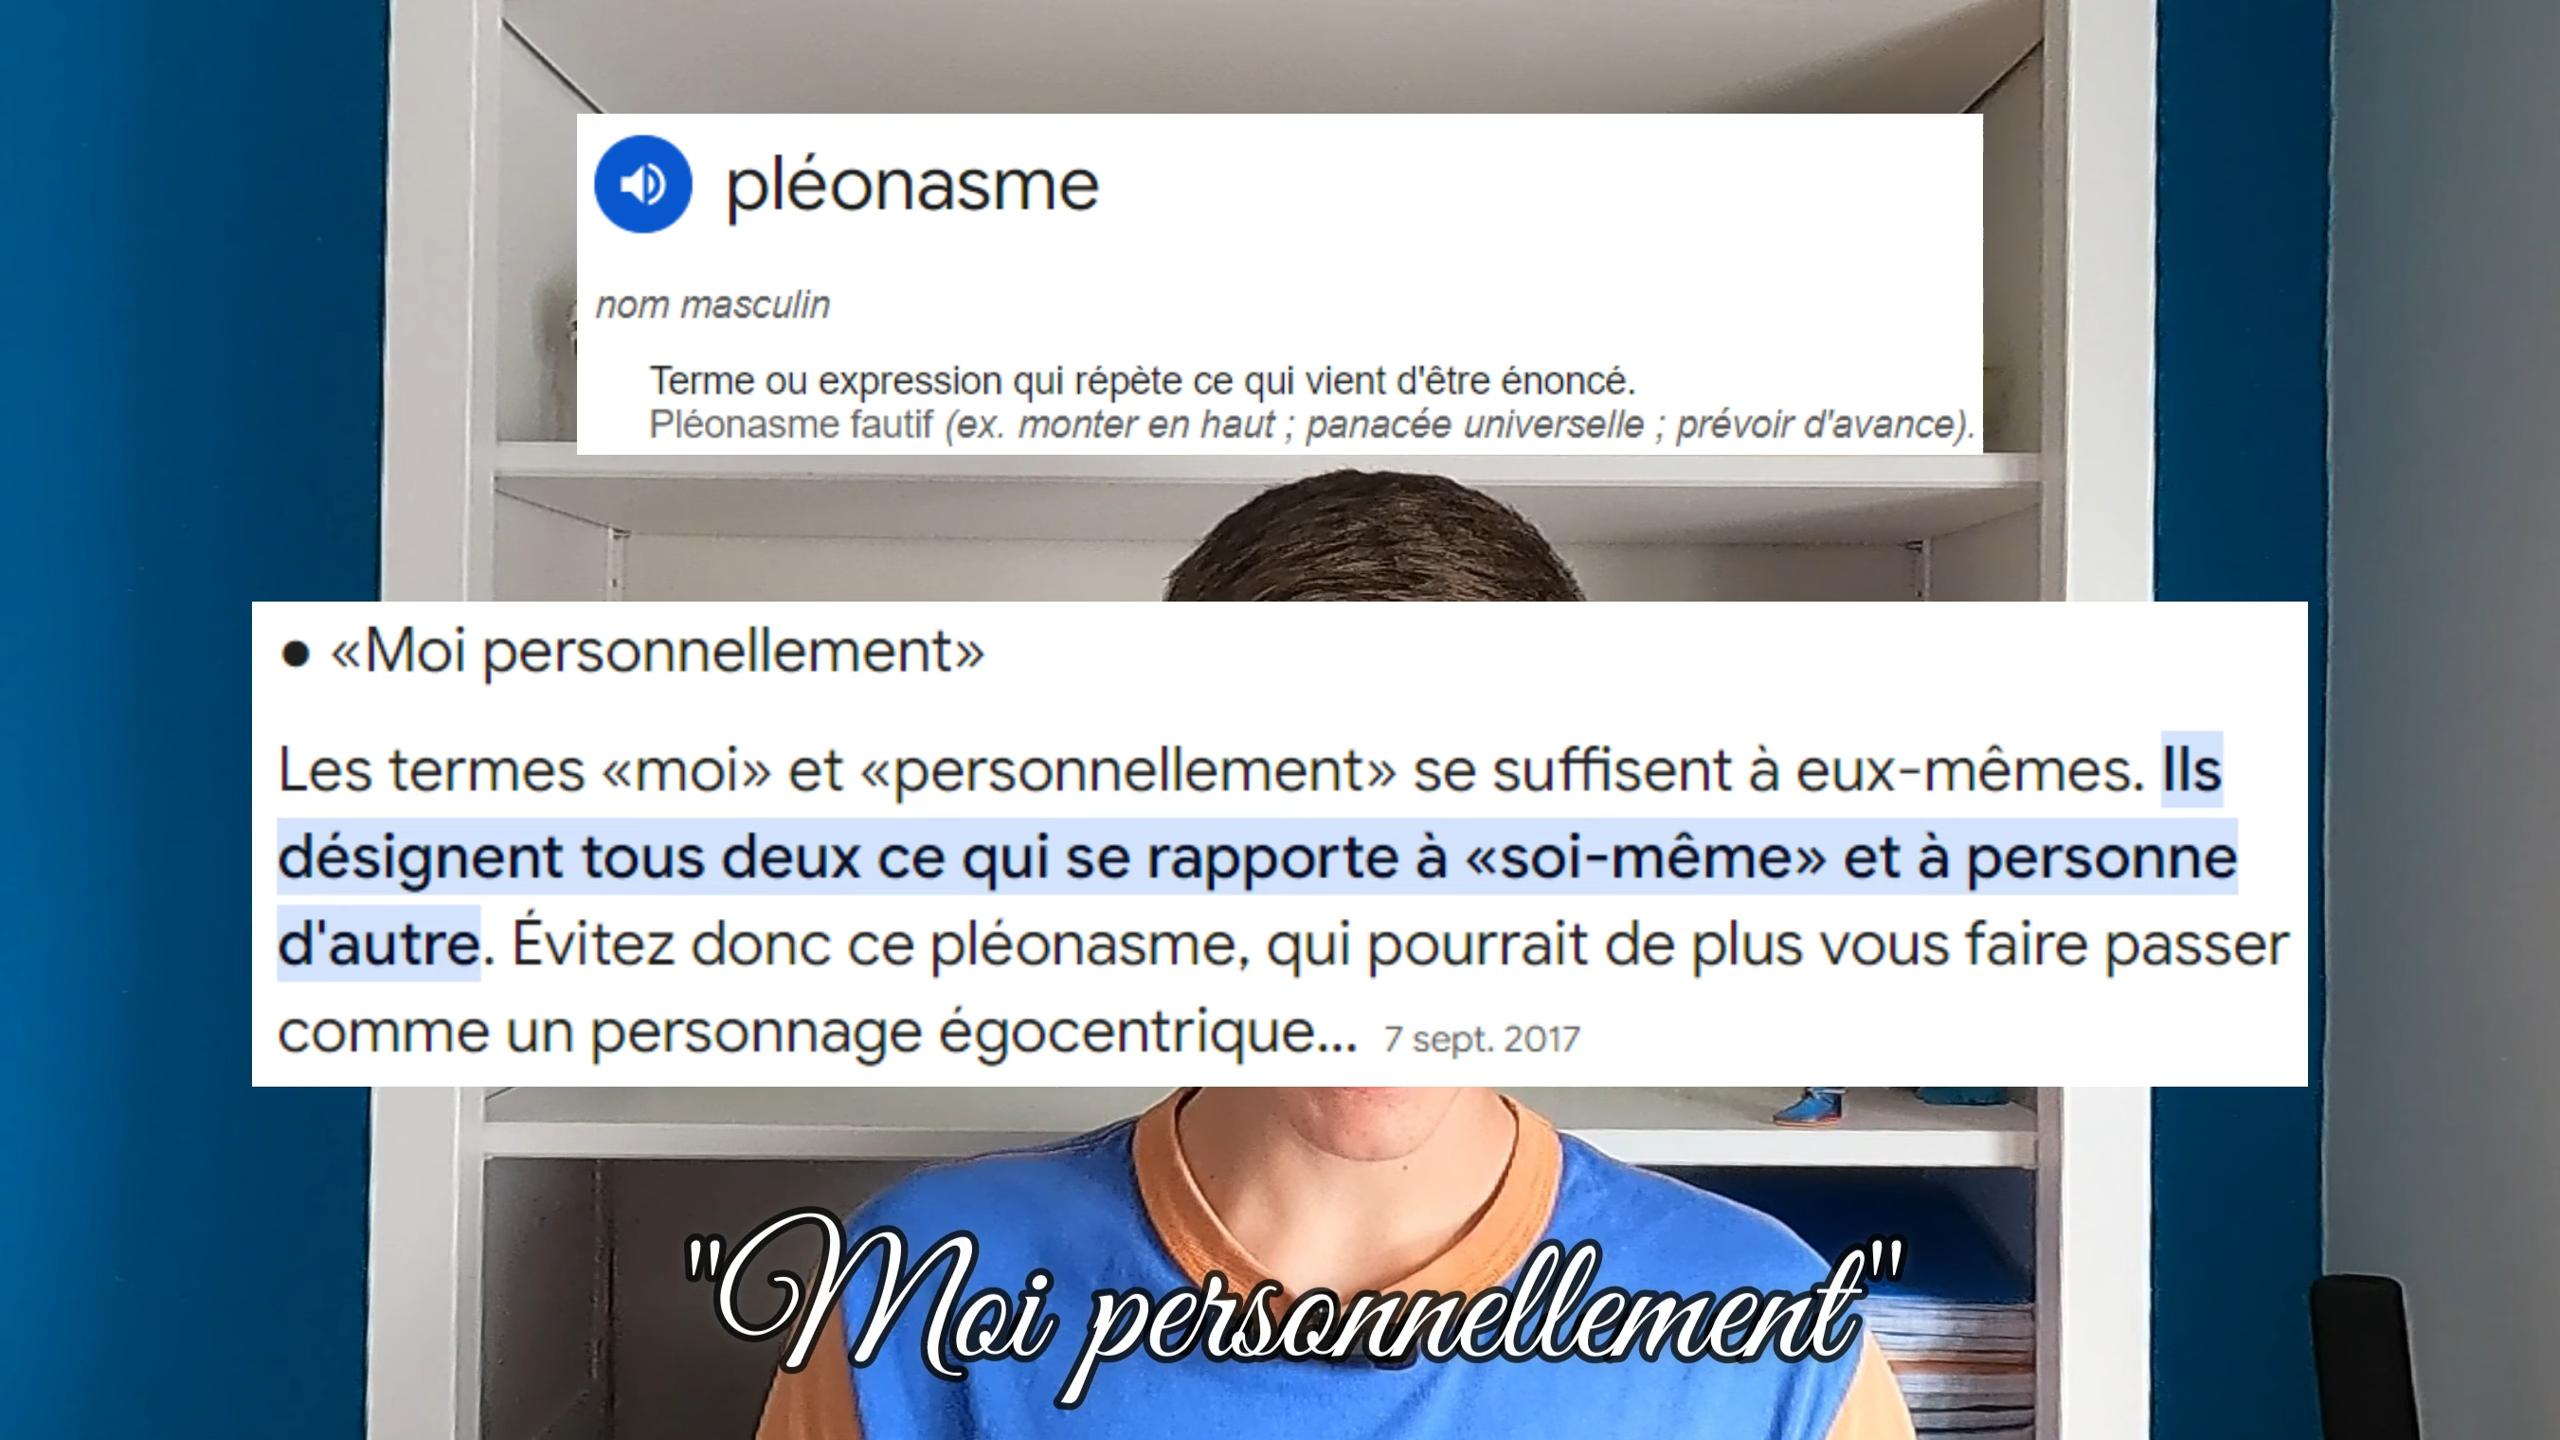 pléonasme
nom masculin
Terme ou expression qui répète ce qui vient d'être énoncé.
Pléonasme fautif (ex. monter en haut ; panacée universelle ; prévoir d'avance).
● «Moi personnellement»
Les termes «moi» et «personnellement» se suffisent à eux-mêmes. Ils
désignent tous deux ce qui se rapporte à «soi-même» et à personne
d'autre. Évitez donc ce pléonasme, qui pourrait de plus vous faire passer
comme un personnage égocentrique... 7 sept. 2017
"Moi personnellement"